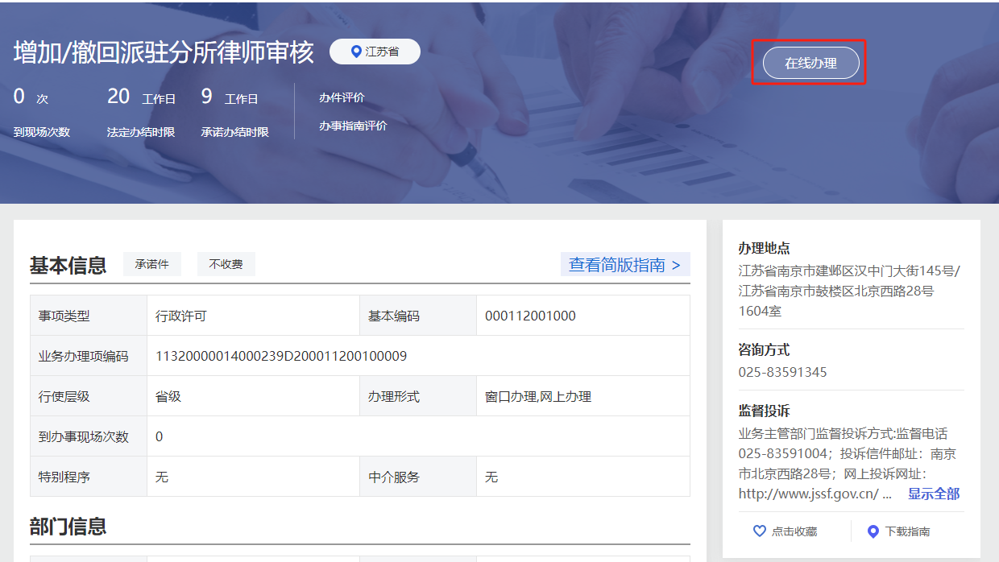 增加/撤回派驻分所律师审核 江苏省
在线办理
0 次 20 工作日 9 工作日
到现场次数 法定办结时限 承诺办结时限
办件评价
办事指南评价
基本信息 承诺件 不收费 查看简版指南 >
事项类型 行政许可 基本编码 000112001000
业务办理项编码 11320000014000239D200011200100009
行使层级 省级 办理形式 窗口办理,网上办理
到办事现场次数 0
特别程序 无 中介服务 无
部门信息
办理地点
江苏省南京市建邺区汉中门大街145号/
江苏省南京市鼓楼区北京西路28号
1604室
咨询方式
025-83591345
监督投诉
业务主管部门监督投诉方式:监督电话
025-83591004；投诉信件邮址：南京
市北京西路28号；网上投诉网址：
http://www.jssf.gov.cn/ ... 显示全部
点击收藏 下载指南